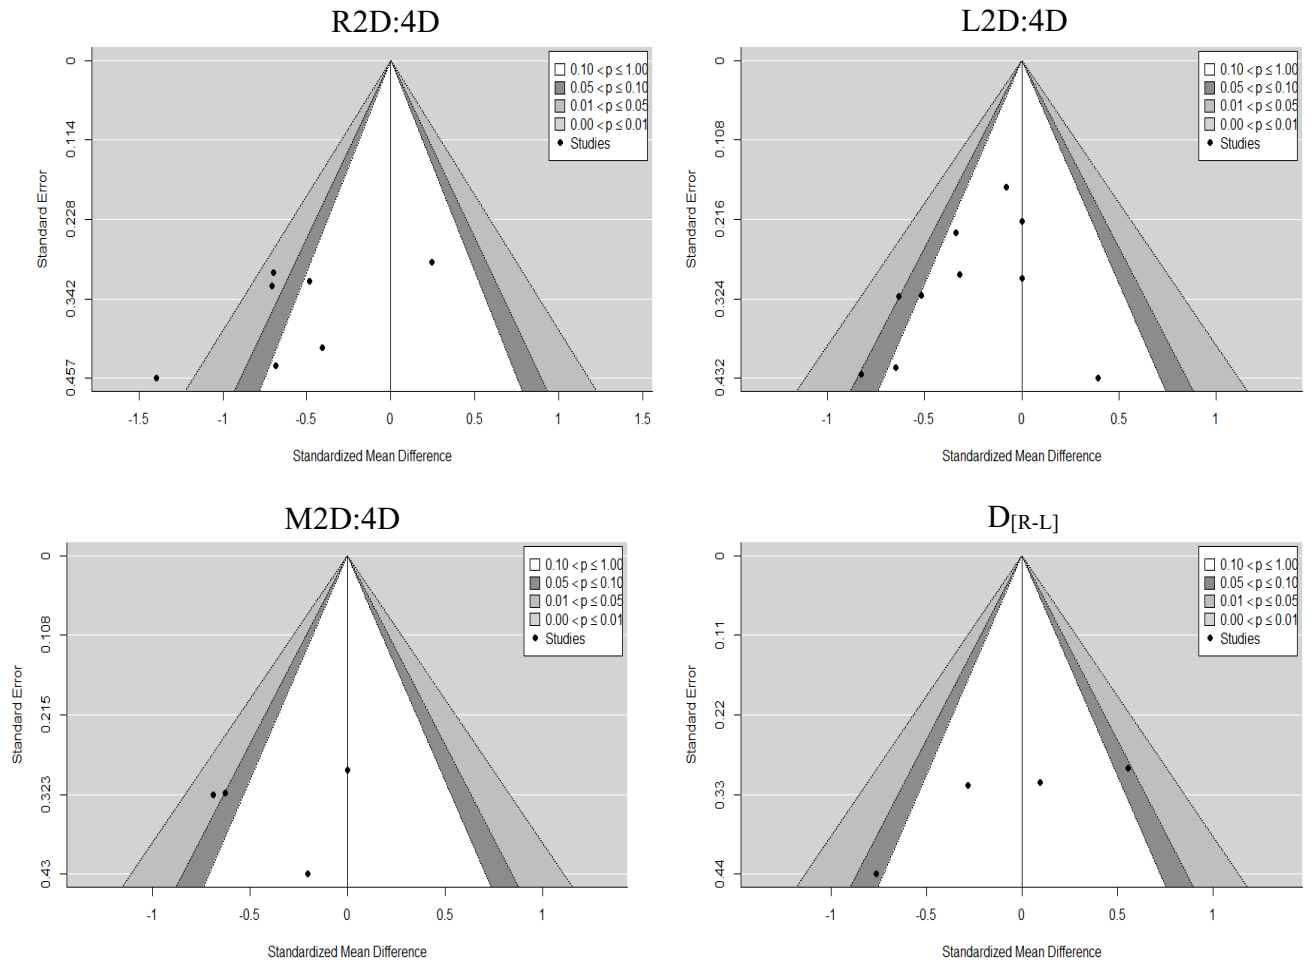 R2D:4D
0.10 < p ≤ 1.00
0.05 < p ≤ 0.10
0.01 < p ≤ 0.05
0.00 < p ≤ 0.01
Studies
Standard Error
0
0.114
0.228
0.342
0.457
-1.5 -1 -0.5 0 0.5 1 1.5
Standardized Mean Difference
L2D:4D
0.10 < p ≤ 1.00
0.05 < p ≤ 0.10
0.01 < p ≤ 0.05
0.00 < p ≤ 0.01
Studies
Standard Error
0
0.108
0.216
0.324
0.432
-1 -0.5 0 0.5 1
Standardized Mean Difference
M2D:4D
0.10 < p ≤ 1.00
0.05 < p ≤ 0.10
0.01 < p ≤ 0.05
0.00 < p ≤ 0.01
Studies
Standard Error
0
0.108
0.215
0.323
0.43
-1 -0.5 0 0.5 1
Standardized Mean Difference
D[R-L]
0.10 < p ≤ 1.00
0.05 < p ≤ 0.10
0.01 < p ≤ 0.05
0.00 < p ≤ 0.01
Studies
Standard Error
0
0.11
0.22
0.33
0.44
-1 -0.5 0 0.5 1
Standardized Mean Difference